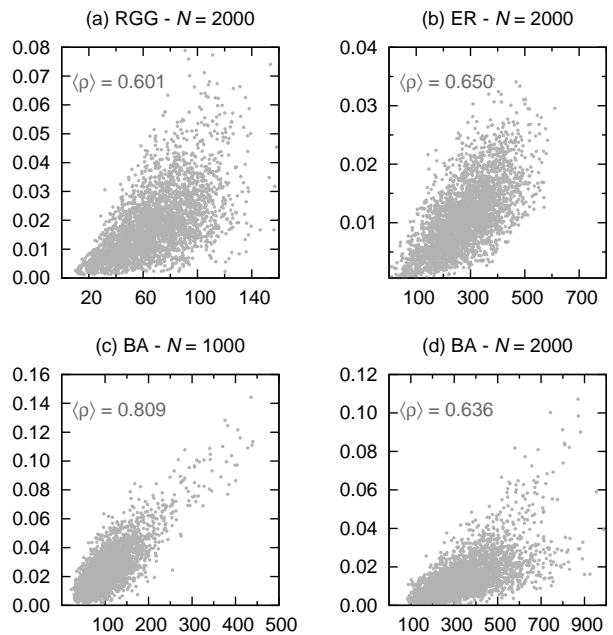 (a) RGG - N = 2000
(b) ER - N = 2000
0.08
0.07
0.06
0.05
0.04
0.03
0.02
0.01
0.00
⟨ρ⟩ = 0.601
20 60 100 140
0.04
0.03
0.02
0.01
⟨ρ⟩ = 0.650
100 300 500 700
(c) BA - N = 1000
(d) BA - N = 2000
0.16
0.14
0.12
0.10
0.08
0.06
0.04
0.02
0.00
⟨ρ⟩ = 0.809
0 100 200 300 400 500
0.12
0.10
0.08
0.06
0.04
0.02
0.00
⟨ρ⟩ = 0.636
100 300 500 700 900